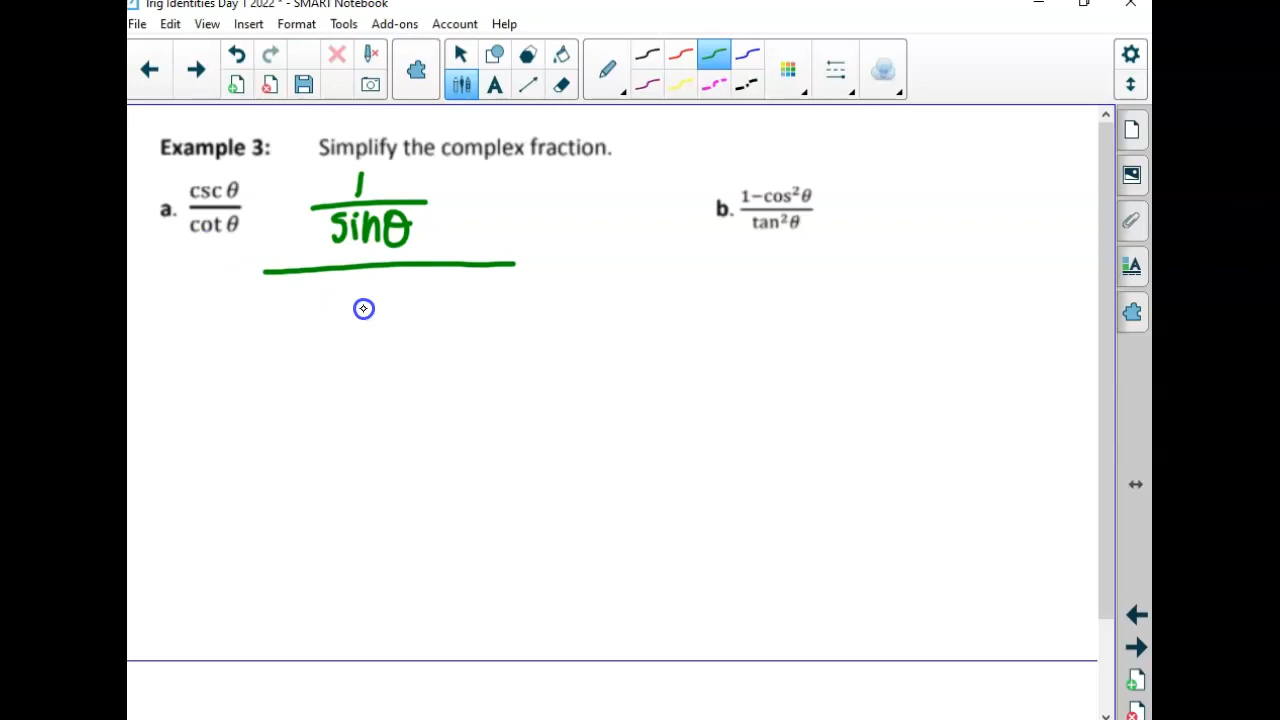 Trig Identities Day 1 2022 * - SMART Notebook
File Edit View Insert Format Tools Add-ons Account Help
Example 3: Simplify the complex fraction.
a. csc θ / cot θ
1 / sinθ
b. 1−cos²θ / tan²θ